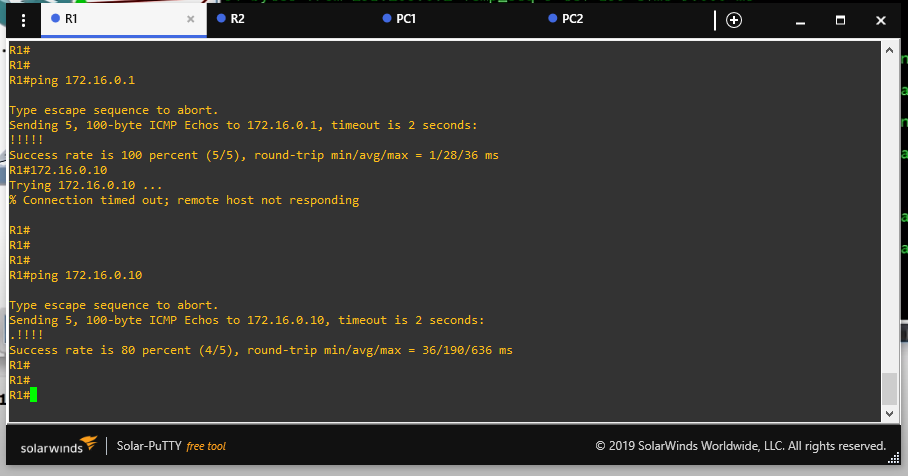 R1
R2
PC1
PC2
R1#
R1#
R1#ping 172.16.0.1
Type escape sequence to abort.
Sending 5, 100-byte ICMP Echos to 172.16.0.1, timeout is 2 seconds:
!!!!!
Success rate is 100 percent (5/5), round-trip min/avg/max = 1/28/36 ms
R1#172.16.0.10
Trying 172.16.0.10 ...
% Connection timed out; remote host not responding
R1#
R1#
R1#
R1#ping 172.16.0.10
Type escape sequence to abort.
Sending 5, 100-byte ICMP Echos to 172.16.0.10, timeout is 2 seconds:
.!!!!
Success rate is 80 percent (4/5), round-trip min/avg/max = 36/190/636 ms
R1#
R1#
R1#
solarwinds
Solar-PuTTY free tool
© 2019 SolarWinds Worldwide, LLC. All rights reserved.